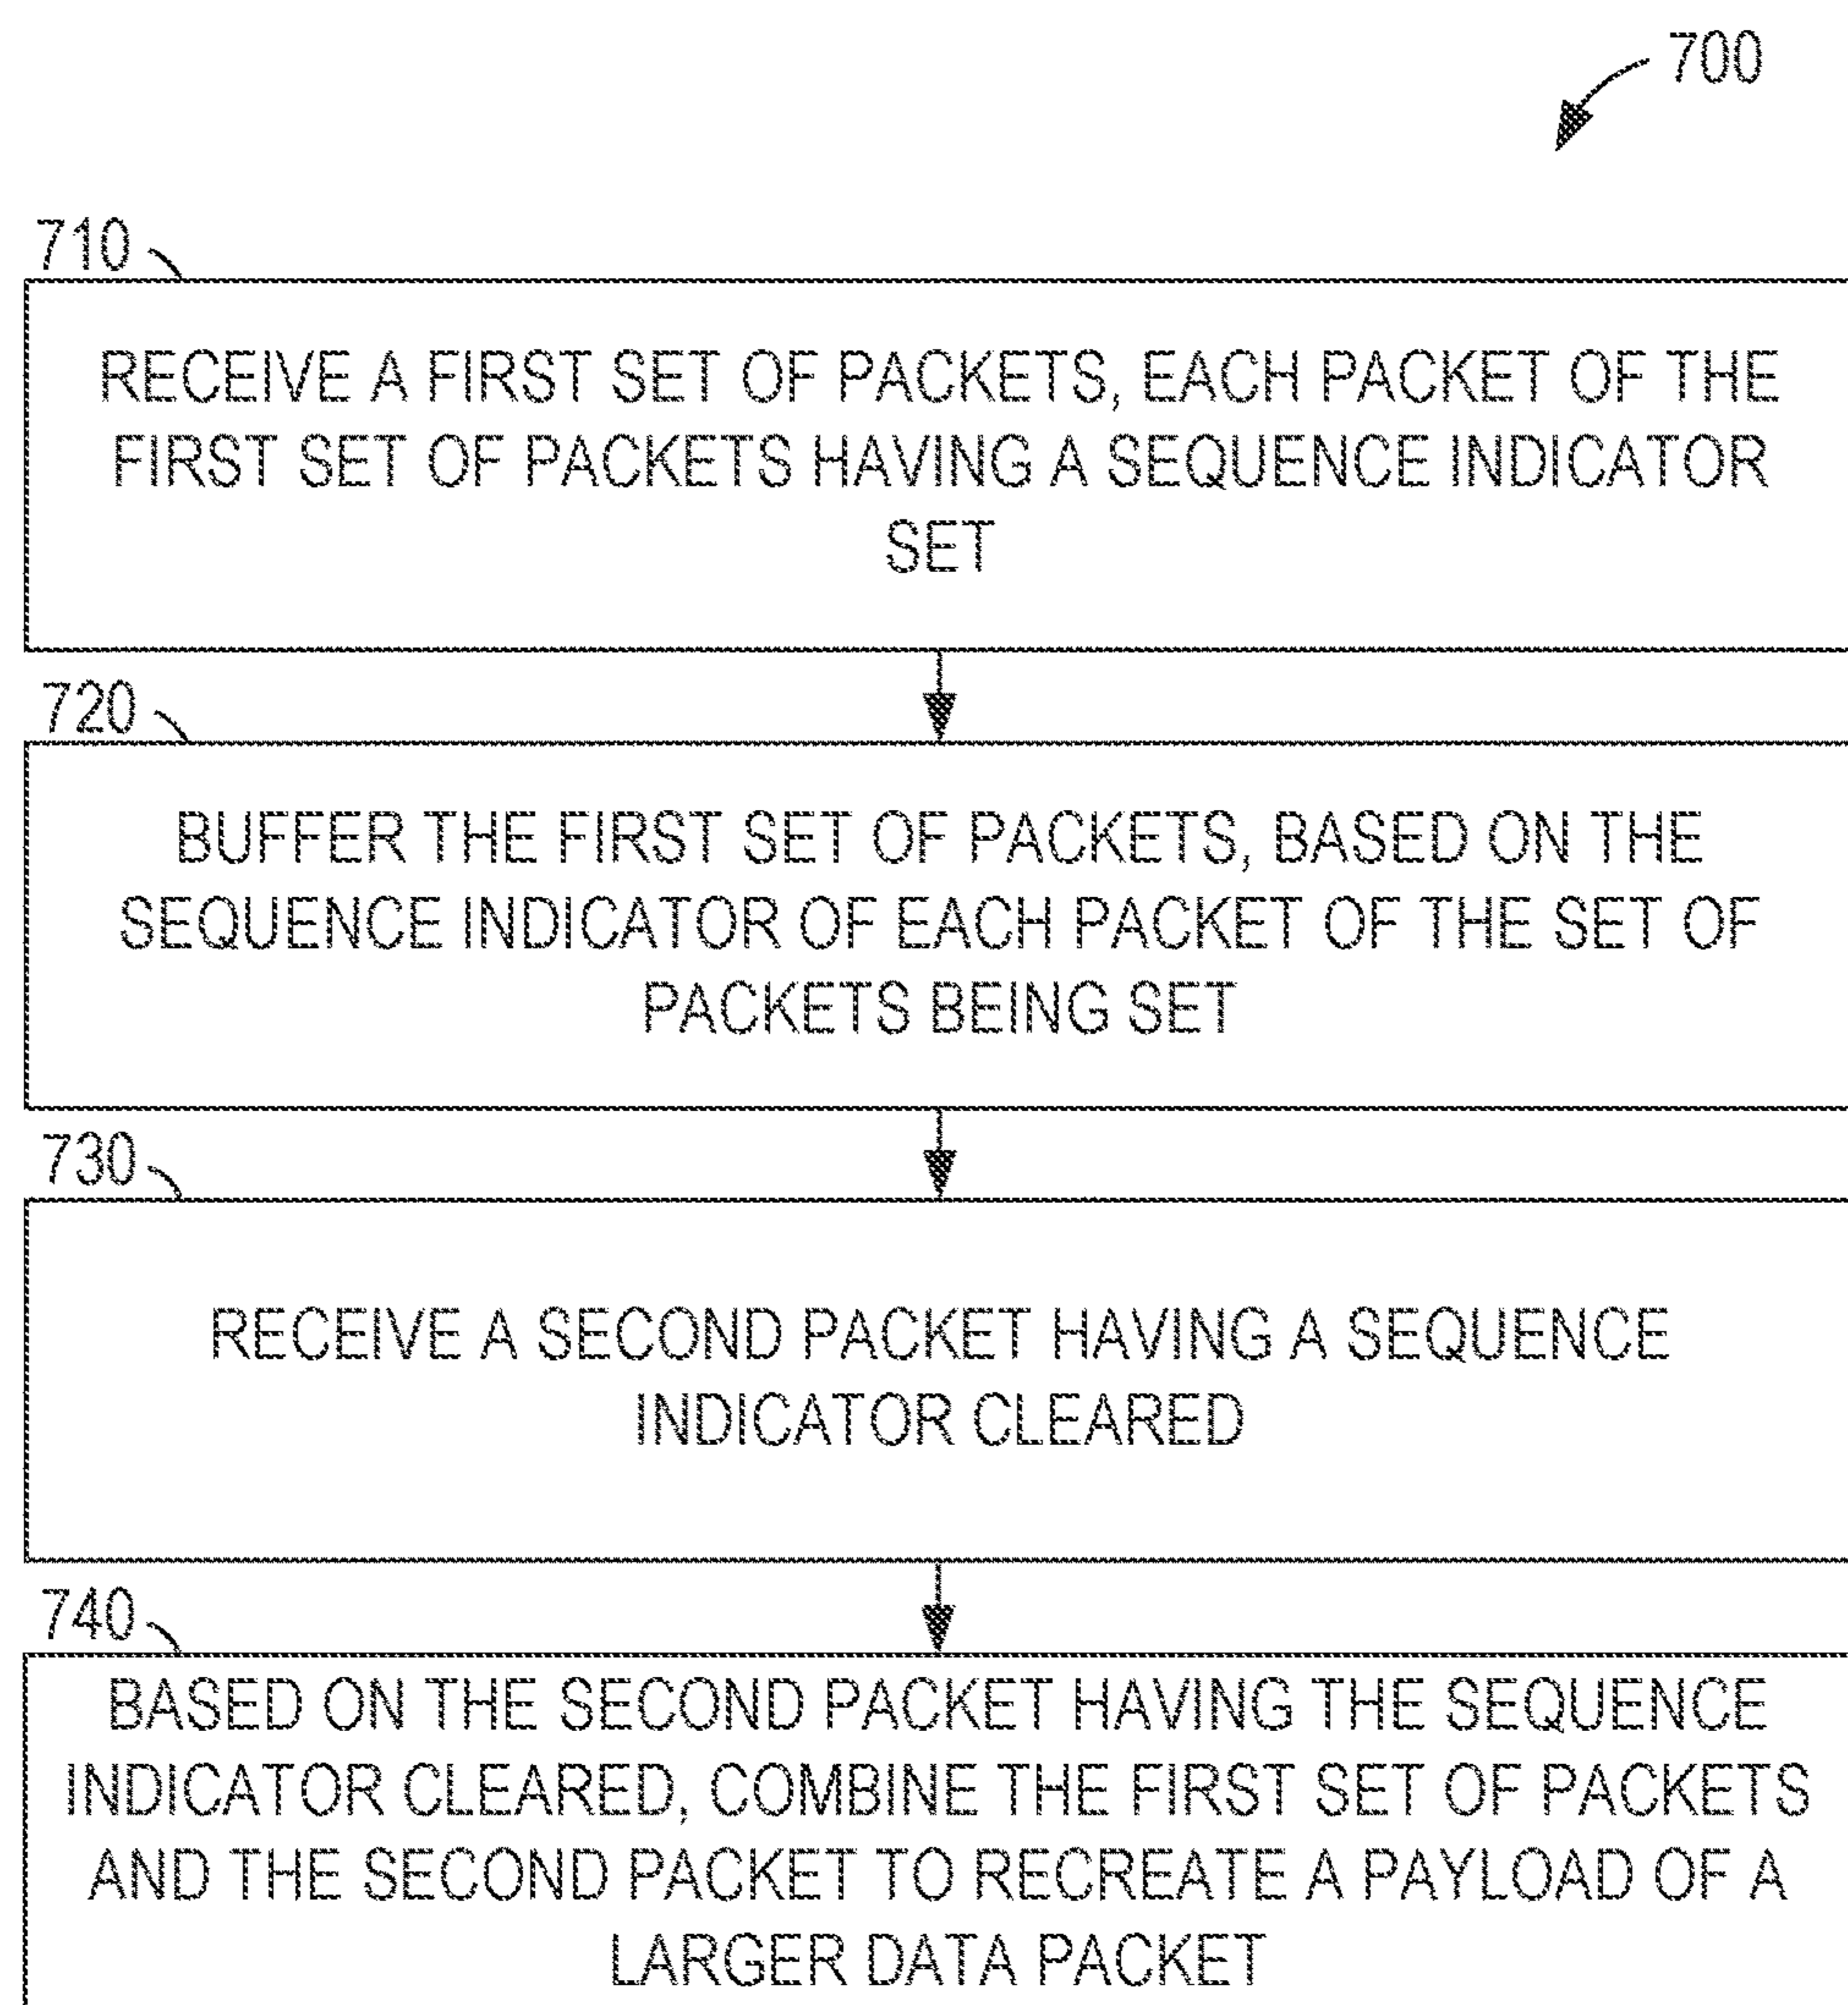 700
710
RECEIVE A FIRST SET OF PACKETS, EACH PACKET OF THE
FIRST SET OF PACKETS HAVING A SEQUENCE INDICATOR
SET
720
BUFFER THE FIRST SET OF PACKETS, BASED ON THE
SEQUENCE INDICATOR OF EACH PACKET OF THE SET OF
PACKETS BEING SET
730
RECEIVE A SECOND PACKET HAVING A SEQUENCE
INDICATOR CLEARED
740
BASED ON THE SECOND PACKET HAVING THE SEQUENCE
INDICATOR CLEARED, COMBINE THE FIRST SET OF PACKETS
AND THE SECOND PACKET TO RECREATE A PAYLOAD OF A
LARGER DATA PACKET